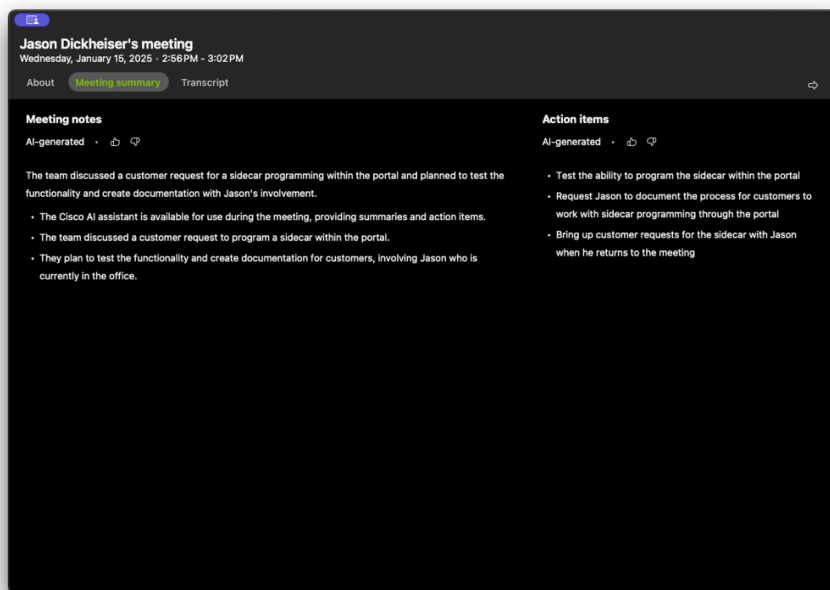 Jason Dickheiser's meeting
Wednesday, January 15, 2025 • 2:56 PM - 3:02 PM
About
Meeting summary
Transcript
Meeting notes
AI-generated •
The team discussed a customer request for a sidecar programming within the portal and planned to test the
functionality and create documentation with Jason's involvement.
• The Cisco AI assistant is available for use during the meeting, providing summaries and action items.
• The team discussed a customer request to program a sidecar within the portal.
• They plan to test the functionality and create documentation for customers, involving Jason who is
currently in the office.
Action items
AI-generated •
• Test the ability to program the sidecar within the portal
• Request Jason to document the process for customers to
work with sidecar programming through the portal
• Bring up customer requests for the sidecar with Jason
when he returns to the meeting